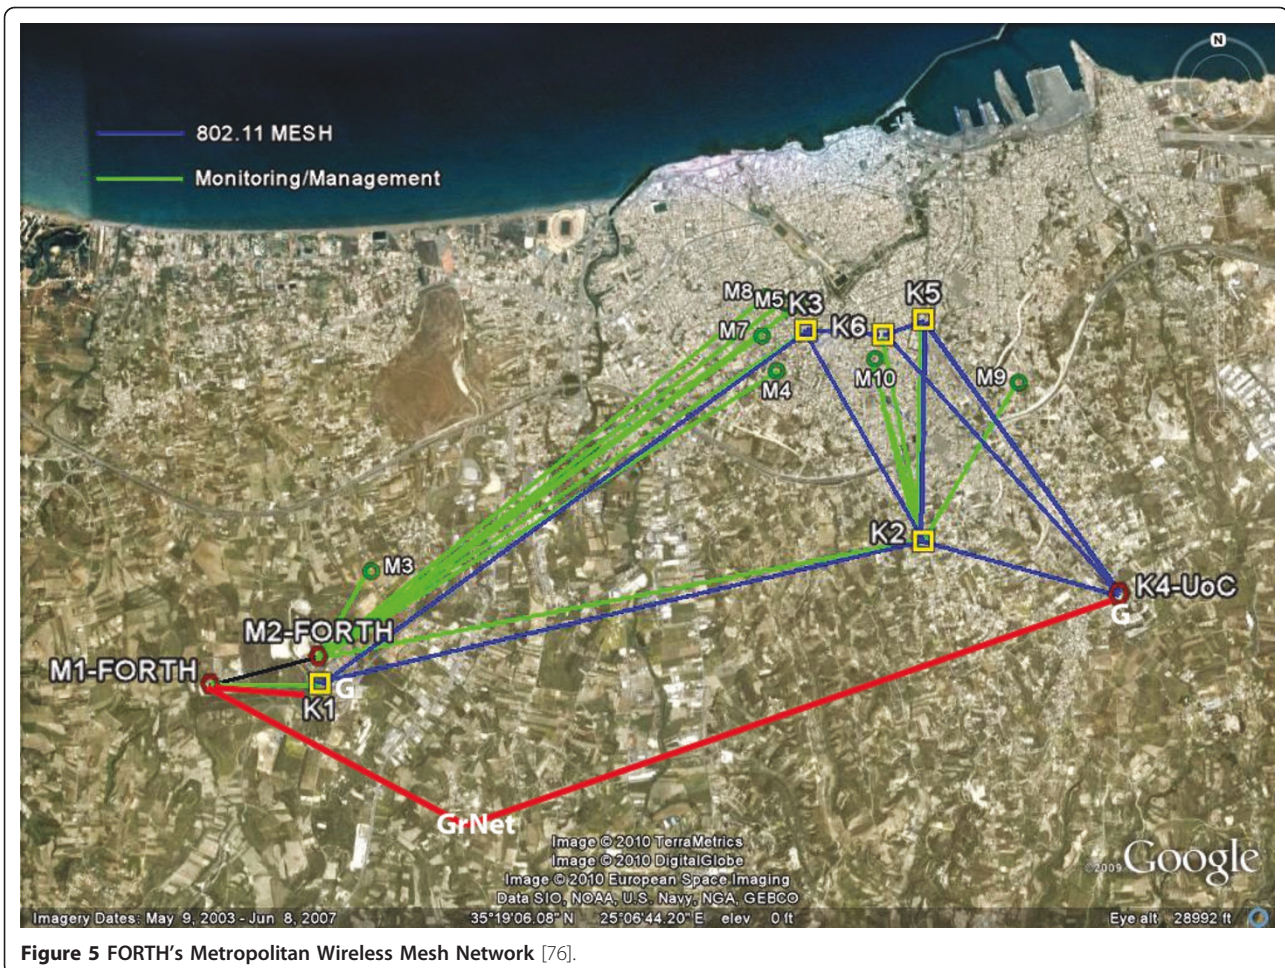 N
802.11 MESH
Monitoring/Management
M8 M5 K3 K6 K5
M7
M4
M10
M9
K2
M3
M2-FORTH
K4-UoC
G
M1-FORTH
G
K1
GrNet
Image © 2010 TerraMetrics
Image © 2010 DigitalGlobe
Image © 2010 European Space Imaging
Data SIO, NOAA, U.S. Navy, NGA, GEBCO
©2009 Google
Imagery Dates: May 9, 2003 - Jun 8, 2007 35°19'06.08" N 25°06'44.20" E elev 0 ft Eye alt 28992 ft
Figure 5 FORTH's Metropolitan Wireless Mesh Network [76].